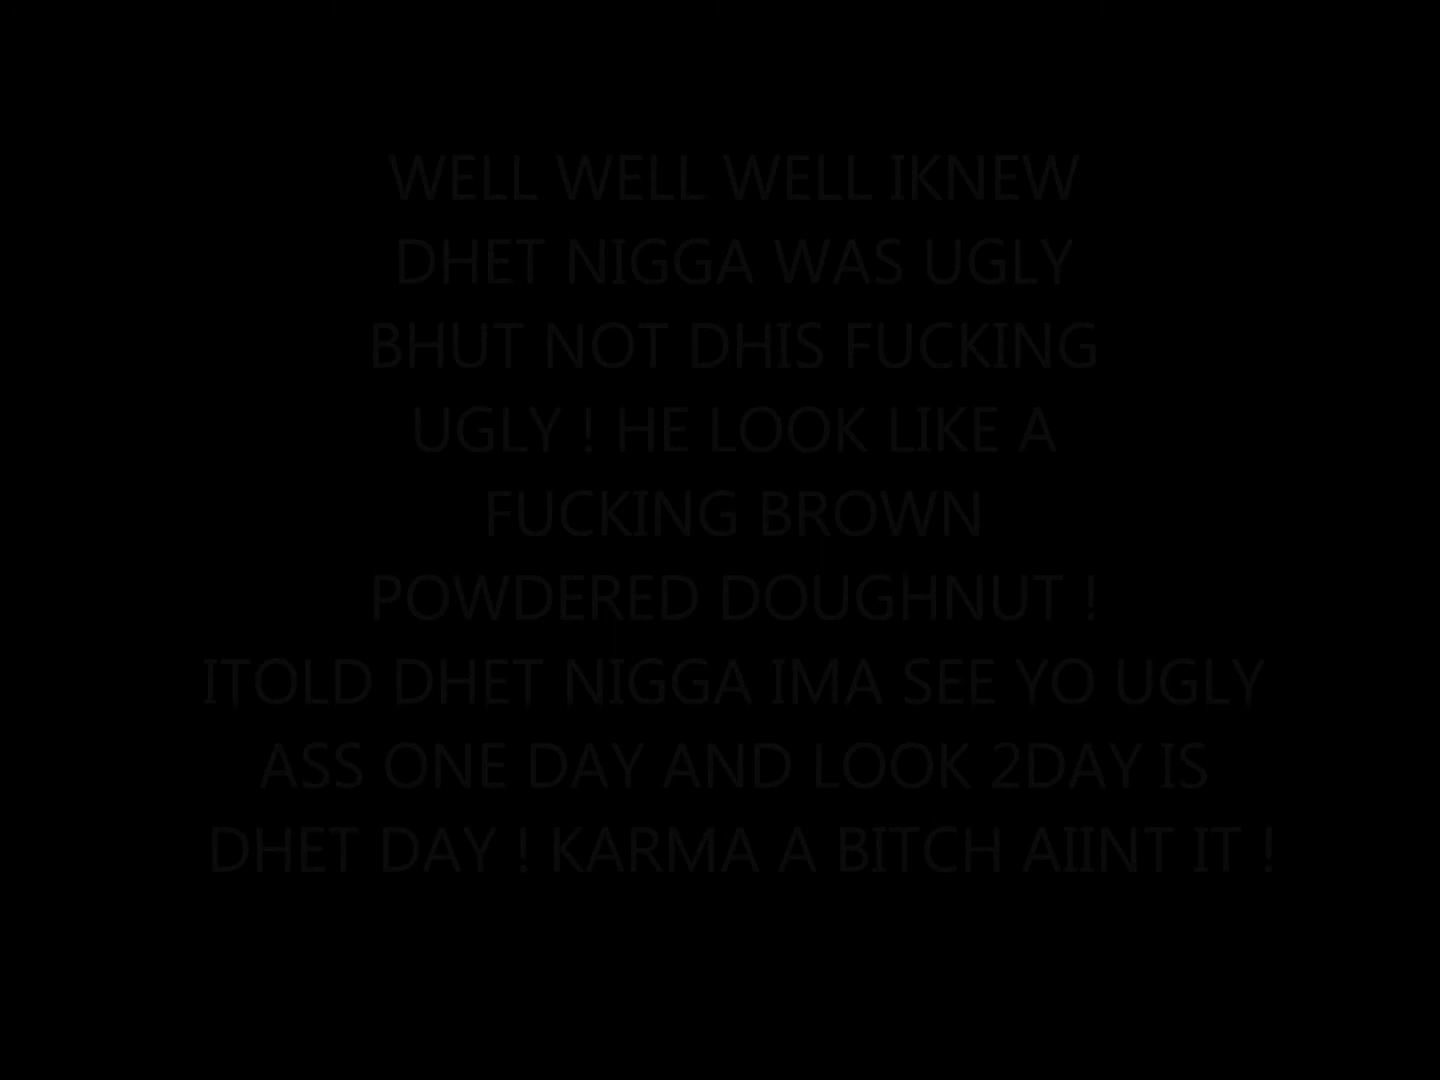 WELL WELL WELL IKNEW
DHET NIGGA WAS UGLY
BHUT NOT DHIS FUCKING
UGLY ! HE LOOK LIKE A
FUCKING BROWN
POWDERED DOUGHNUT !
ITOLD DHET NIGGA IMA SEE YO UGLY
ASS ONE DAY AND LOOK 2DAY IS
DHET DAY ! KARMA A BITCH AIINT IT !